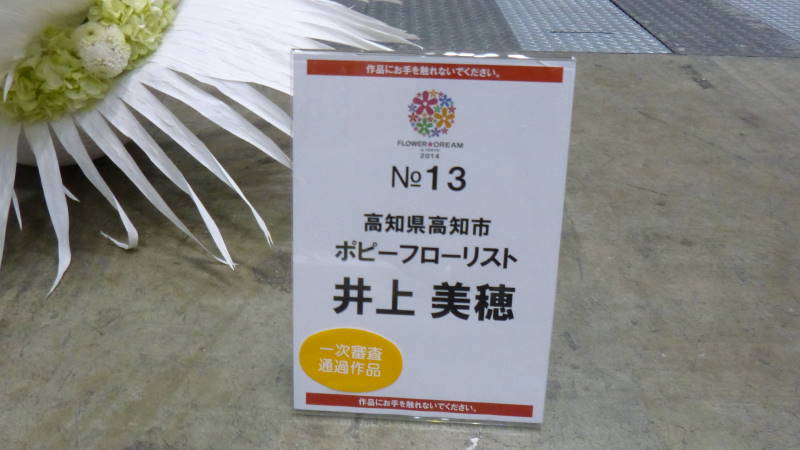 作品にお手を触れないでください。
FLOWER★DREAM
in TOKYO
2014
№13
高知県高知市
ポピーフローリスト
井上 美穂
一次審査
通過作品
作品にお手を触れないでください。